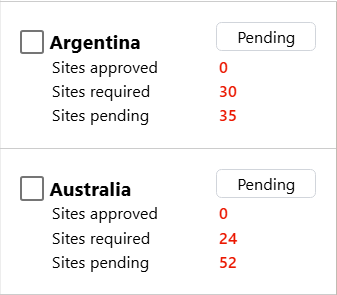 Argentina Pending
Sites approved 0
Sites required 30
Sites pending 35
Australia Pending
Sites approved 0
Sites required 24
Sites pending 52